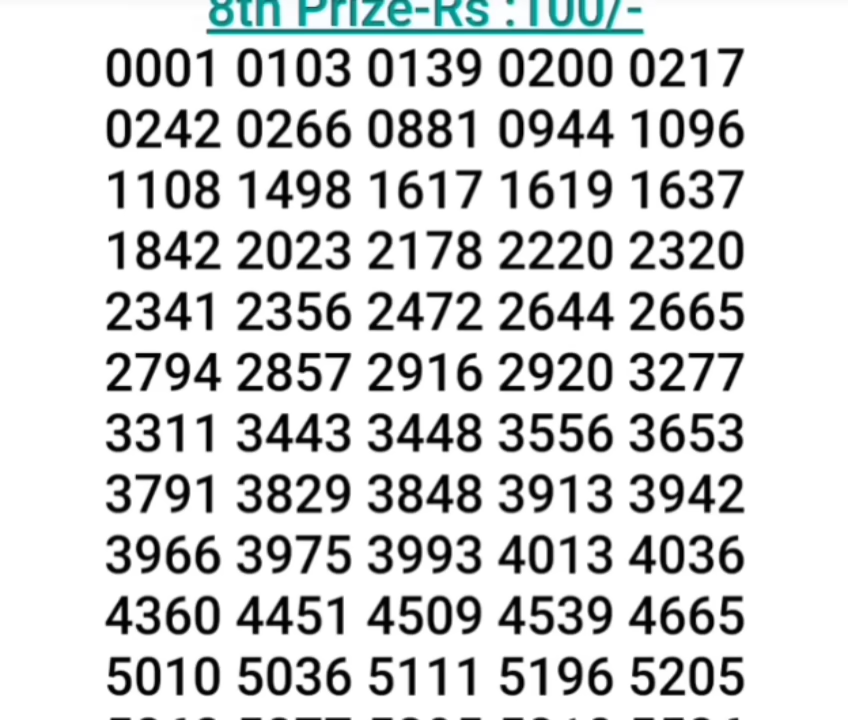 8th Prize-Rs :100/-
0001 0103 0139 0200 0217
0242 0266 0881 0944 1096
1108 1498 1617 1619 1637
1842 2023 2178 2220 2320
2341 2356 2472 2644 2665
2794 2857 2916 2920 3277
3311 3443 3448 3556 3653
3791 3829 3848 3913 3942
3966 3975 3993 4013 4036
4360 4451 4509 4539 4665
5010 5036 5111 5196 5205